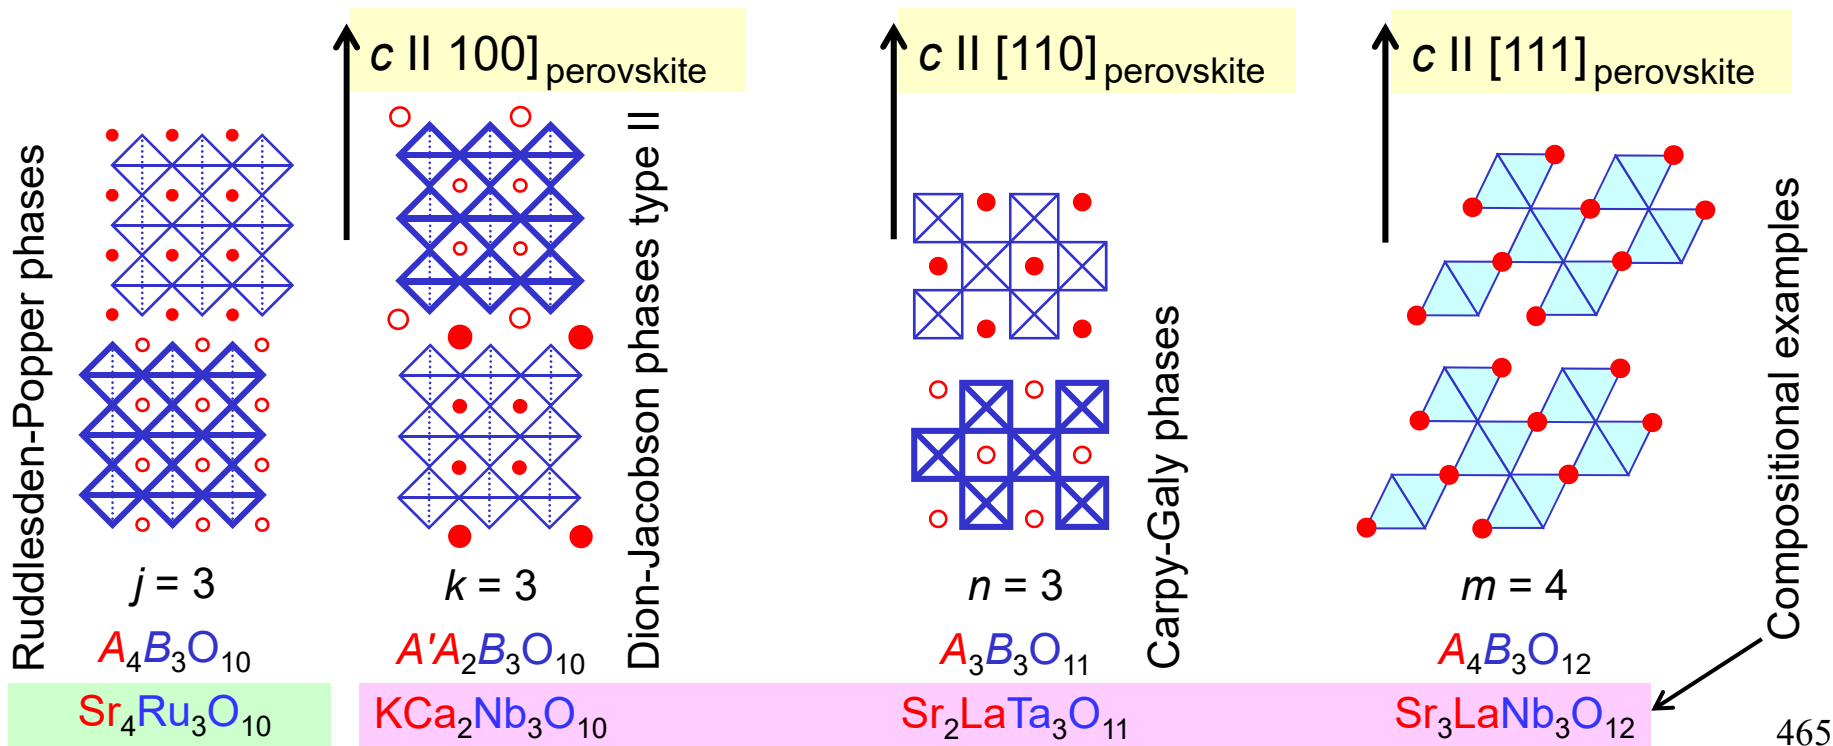 c II 100]perovskite
c II [110]perovskite
c II [111]perovskite
Ruddlesden-Popper phases
Dion-Jacobson phases type II
Carpy-Galy phases
Compositional examples
j = 3
k = 3
n = 3
m = 4
A4B3O10
A'A2B3O10
A3B3O11
A4B3O12
Sr4Ru3O10
KCa2Nb3O10
Sr2LaTa3O11
Sr3LaNb3O12
465